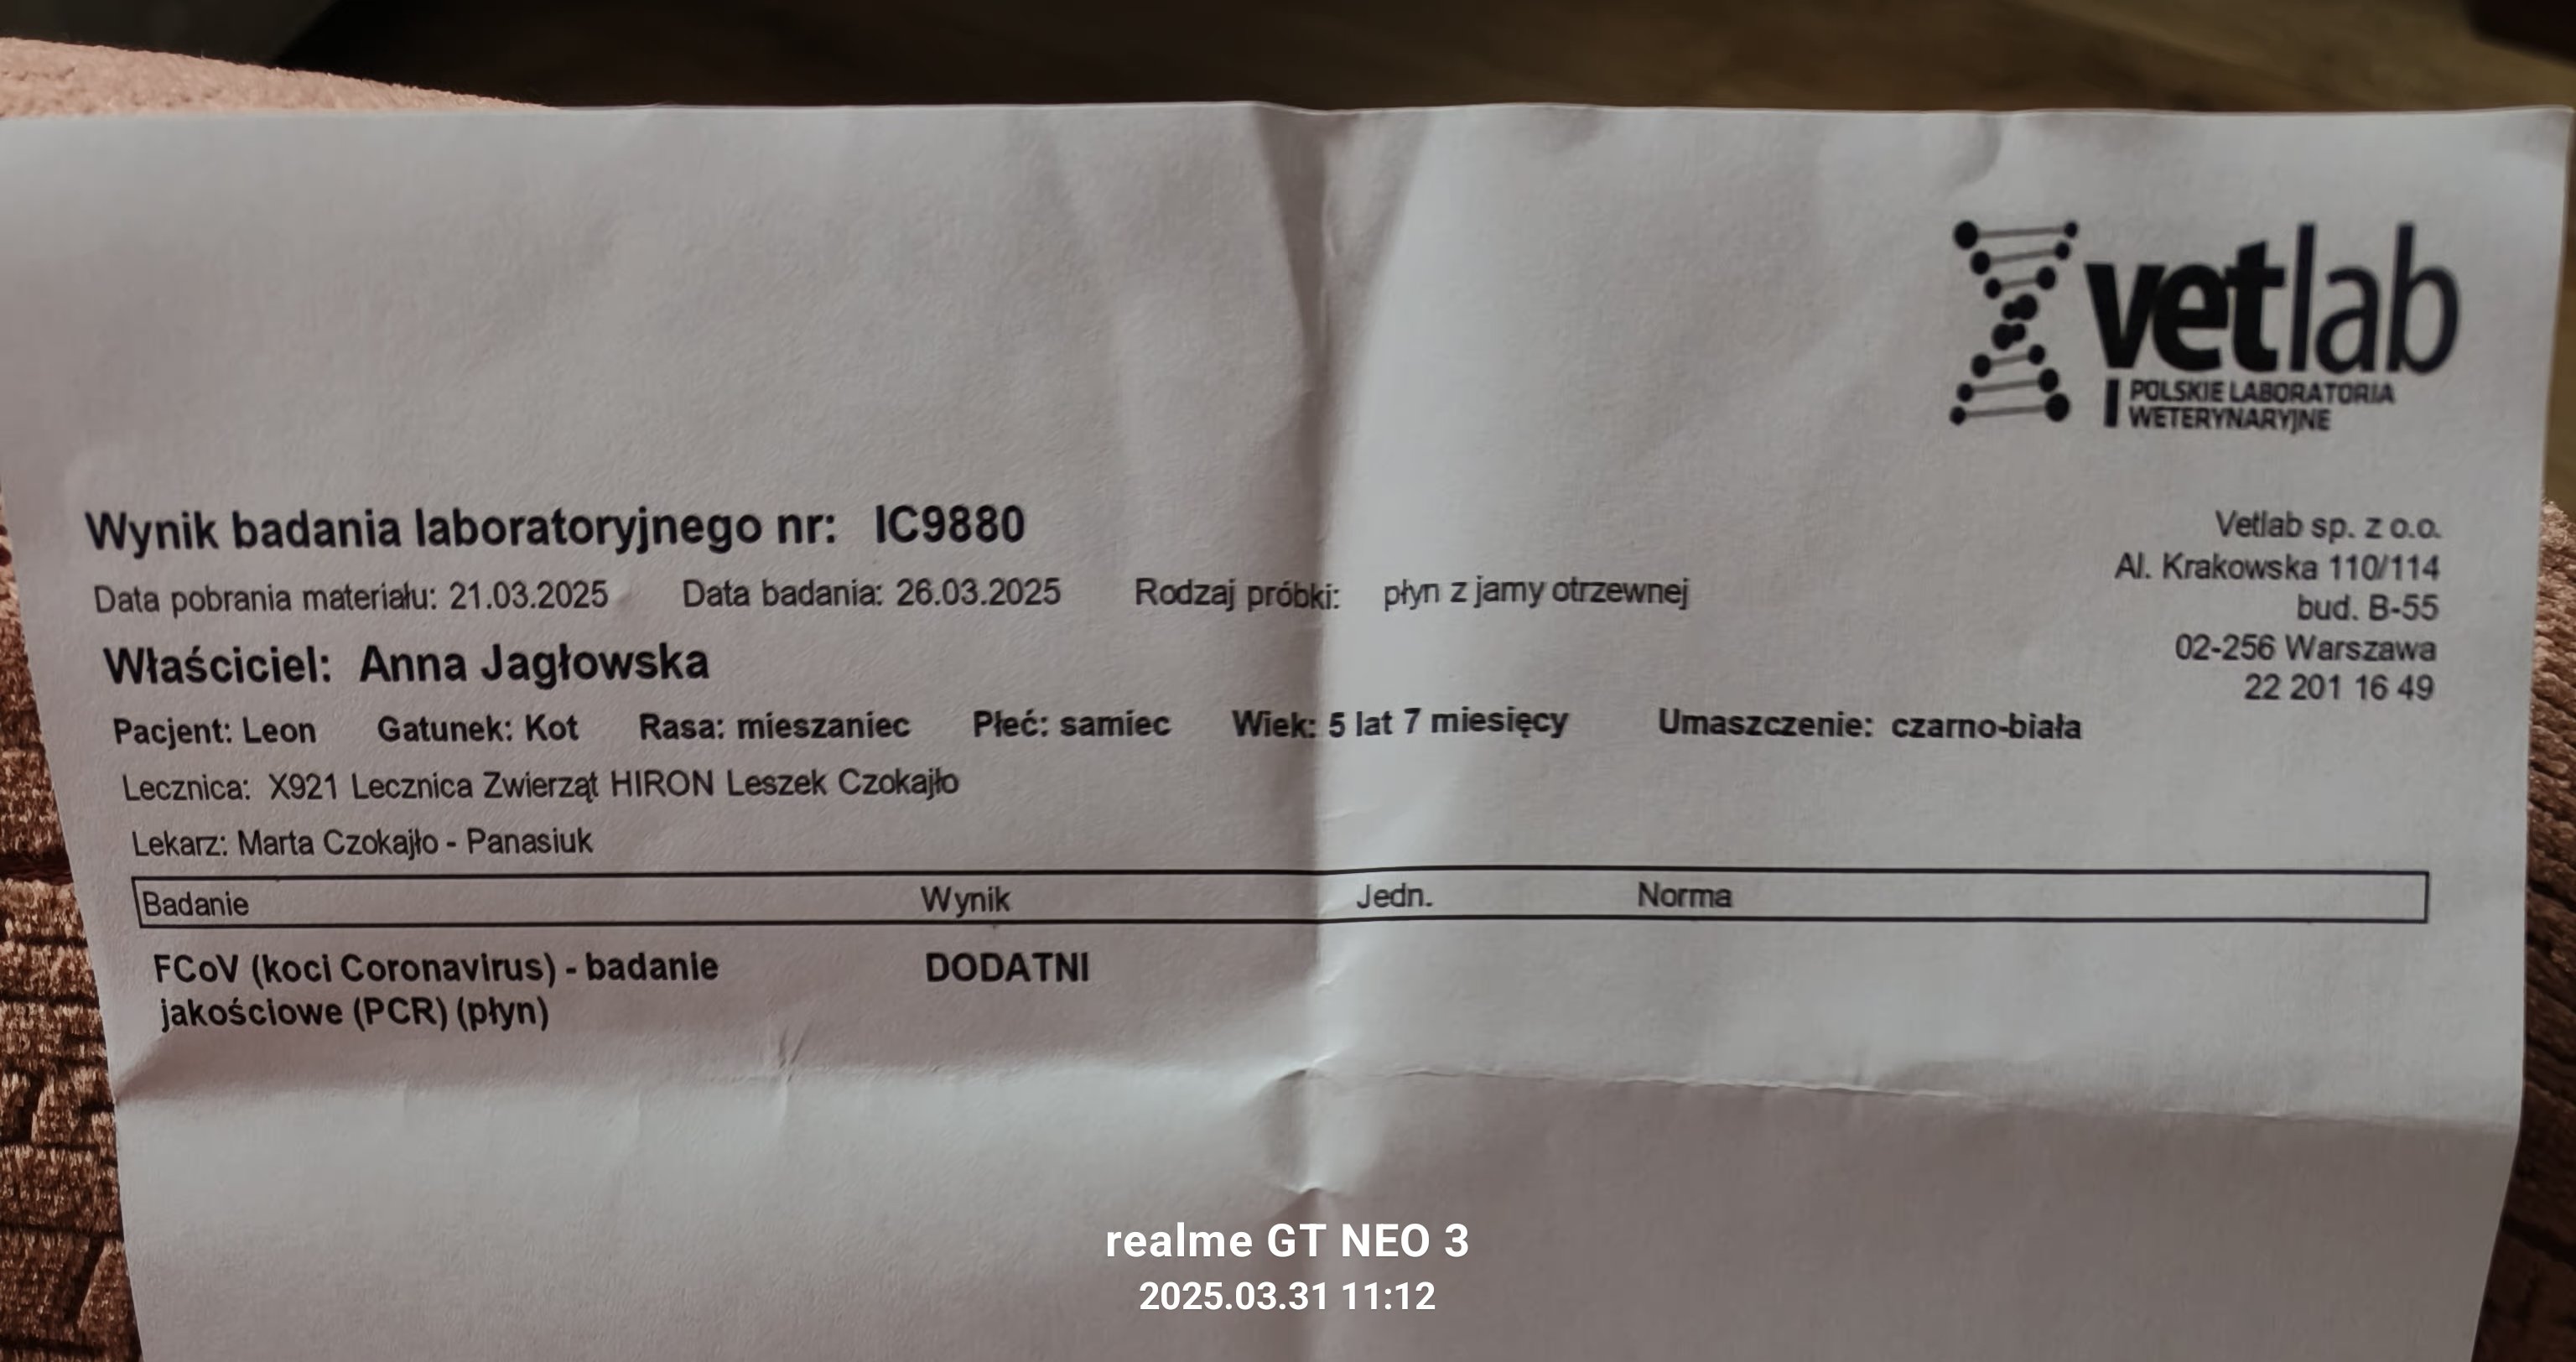 vetlab
POLSKIE LABORATORIA
WETERYNARYJNE
Wynik badania laboratoryjnego nr: IC9880
Data pobrania materiału: 21.03.2025 Data badania: 26.03.2025 Rodzaj próbki: płyn z jamy otrzewnej
Vetlab sp. z o.o.
Al. Krakowska 110/114
bud. B-55
02-256 Warszawa
22 201 16 49
Właściciel: Anna Jagłowska
Pacjent: Leon Gatunek: Kot Rasa: mieszaniec Płeć: samiec Wiek: 5 lat 7 miesięcy Umaszczenie: czarno-biała
Lecznica: X921 Lecznica Zwierząt HIRON Leszek Czokajło
Lekarz: Marta Czokajło - Panasiuk
Badanie Wynik Jedn. Norma
FCoV (koci Coronavirus) - badanie DODATNI
jakościowe (PCR) (płyn)
realme GT NEO 3
2025.03.31 11:12